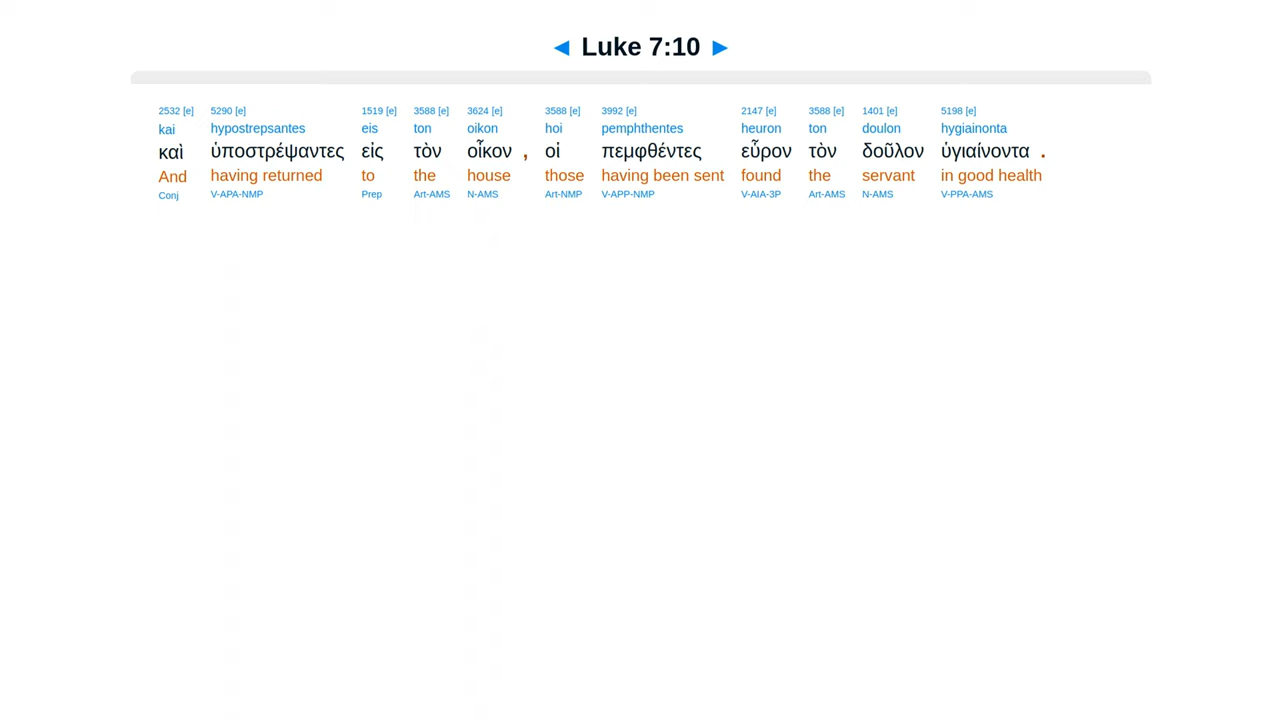 ◄ Luke 7:10 ►
2532 [e] 5290 [e] 1519 [e] 3588 [e] 3624 [e] 3588 [e] 3992 [e] 2147 [e] 3588 [e] 1401 [e] 5198 [e]
kai hypostrepsantes eis ton oikon hoi pemphthentes heuron ton doulon hygiainonta
καὶ ὑποστρέψαντες εἰς τὸν οἶκον , οἱ πεμφθέντες εὗρον τὸν δοῦλον ὑγιαίνοντα .
And having returned to the house those having been sent found the servant in good health
Conj V-APA-NMP Prep Art-AMS N-AMS Art-NMP V-APP-NMP V-AIA-3P Art-AMS N-AMS V-PPA-AMS